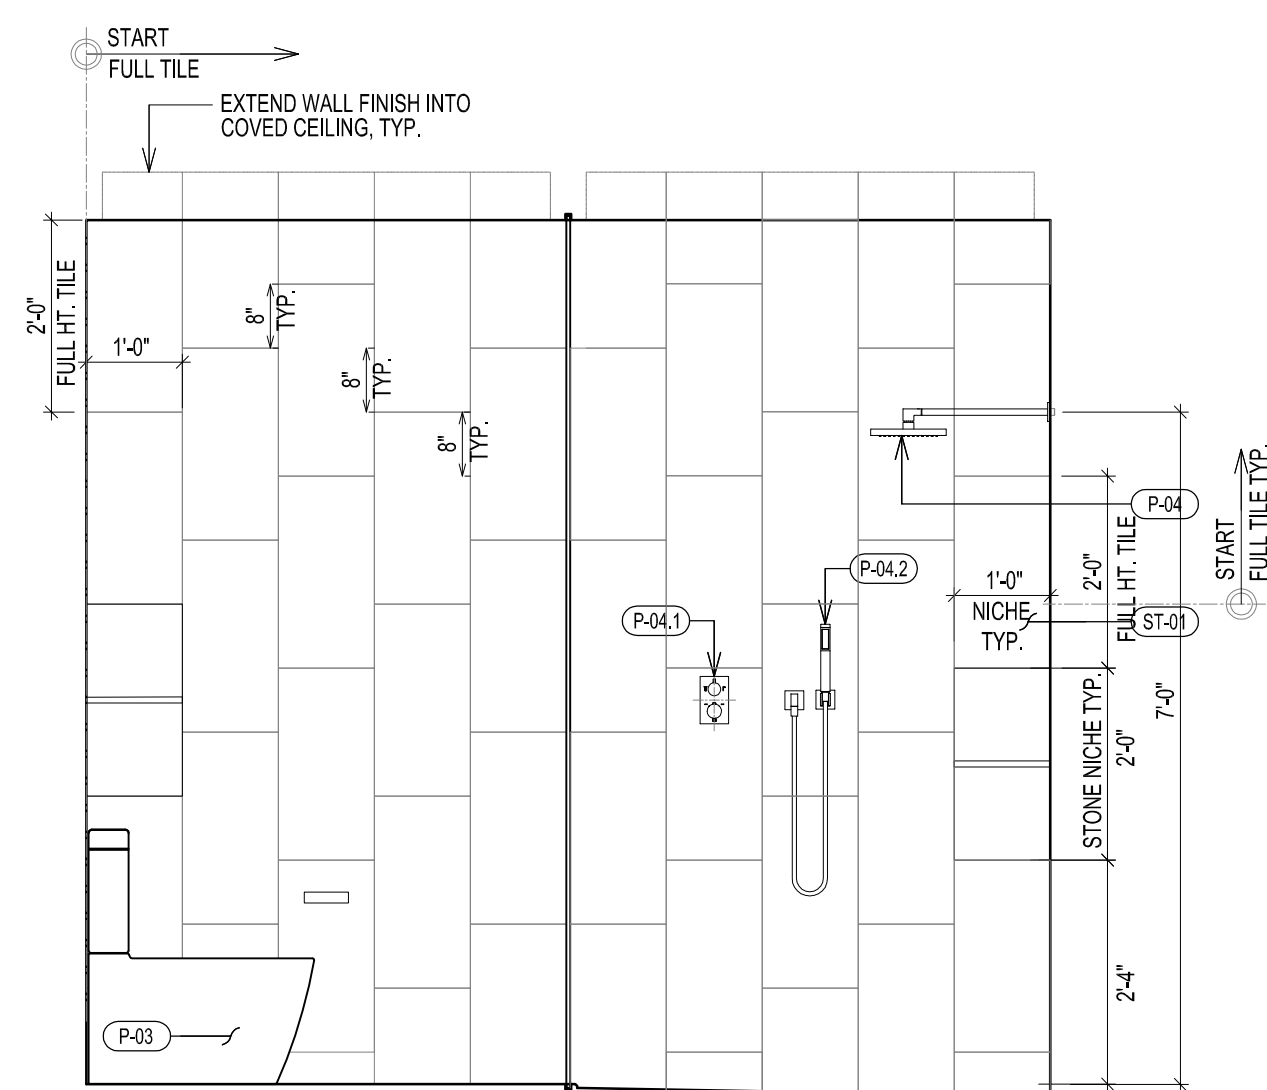 START
FULL TILE
EXTEND WALL FINISH INTO
COVED CEILING, TYP.
2'-0"
FULL HT. TILE
1'-0"
8"
TYP.
8"
TYP.
8"
TYP.
P-04
P-04.2
P-04.1
1'-0"
NICHE
TYP.
2'-0"
FULL HT. TILE
ST-01
START
FULL TILE TYP.
STONE NICHE TYP.
2'-0"
7'-0"
2'-4"
P-03